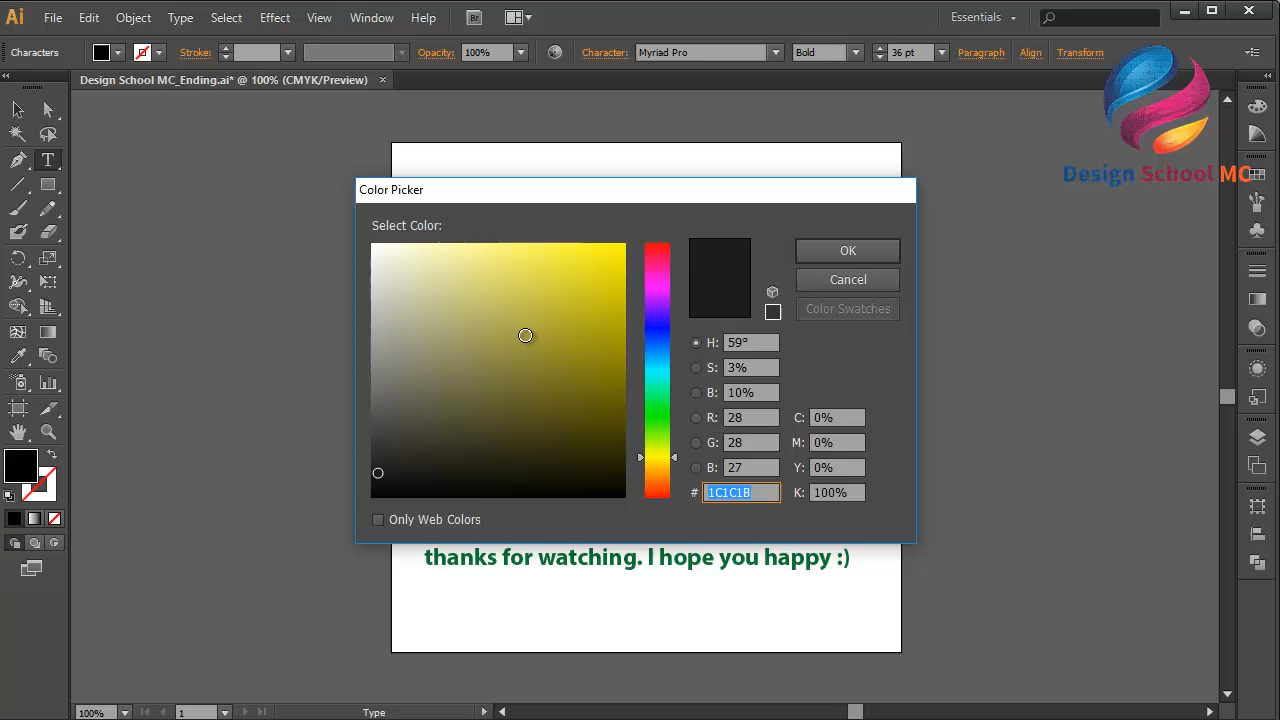 Ai File Edit Object Type Select Effect View Window Help Br Essentials
Characters Stroke: Opacity: 100% Character: Myriad Pro Bold 36 pt Paragraph Align Transform
Design School MC_Ending.ai* @ 100% (CMYK/Preview)
Design School MC
Color Picker
Select Color:
OK
Cancel
Color Swatches
H: 59°
S: 3%
B: 10%
R: 28 C: 0%
G: 28 M: 0%
B: 27 Y: 0%
# 1C1C1B K: 100%
Only Web Colors
thanks for watching. I hope you happy :)
100% 1 Type